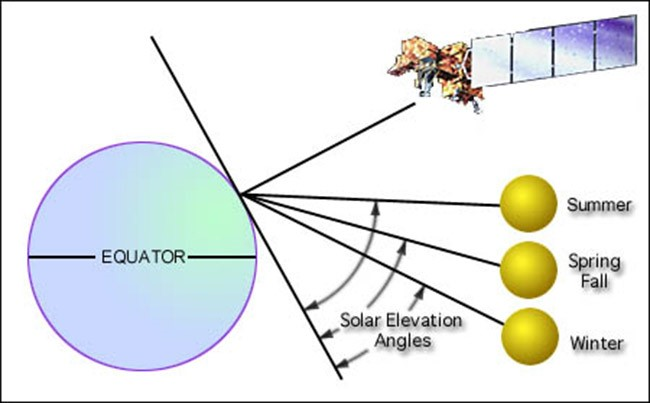 EQUATOR
Summer
Spring
Fall
Solar Elevation
Angles
Winter